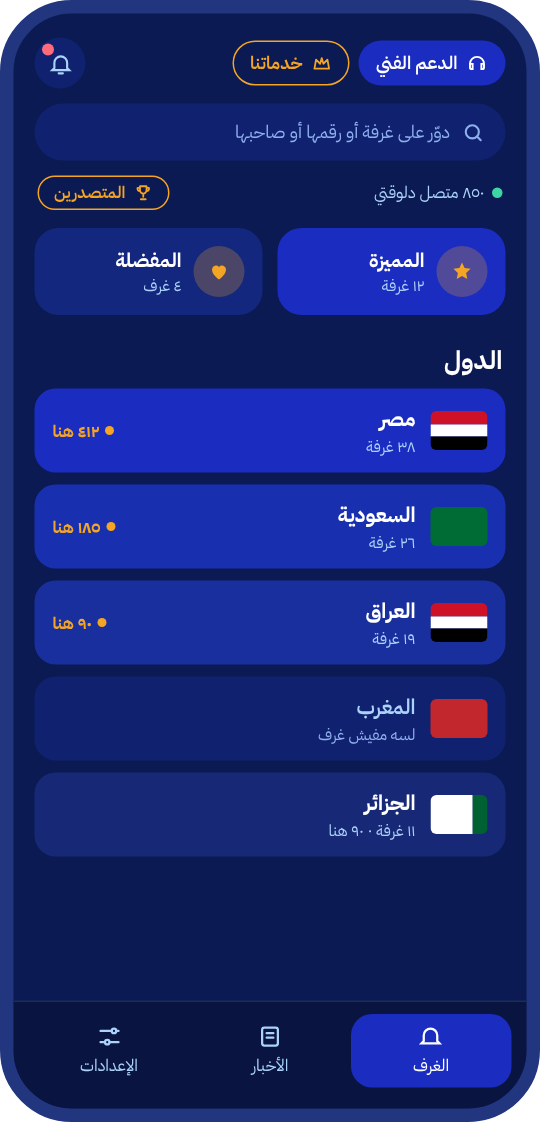 الدعم الفني
خدماتنا
دوّر على غرفة أو رقمها أو صاحبها
٨٥٠ متصل دلوقتي
المتصدرين
المميزة
١٢ غرفة
المفضلة
٤ غرف
الدول
مصر
٣٨ غرفة
٤١٢ هنا
السعودية
٢٦ غرفة
١٨٥ هنا
العراق
١٩ غرفة
٩٠ هنا
المغرب
لسه مفيش غرف
الجزائر
١١ غرفة · ٩٠ هنا
الغرف
الأخبار
الإعدادات